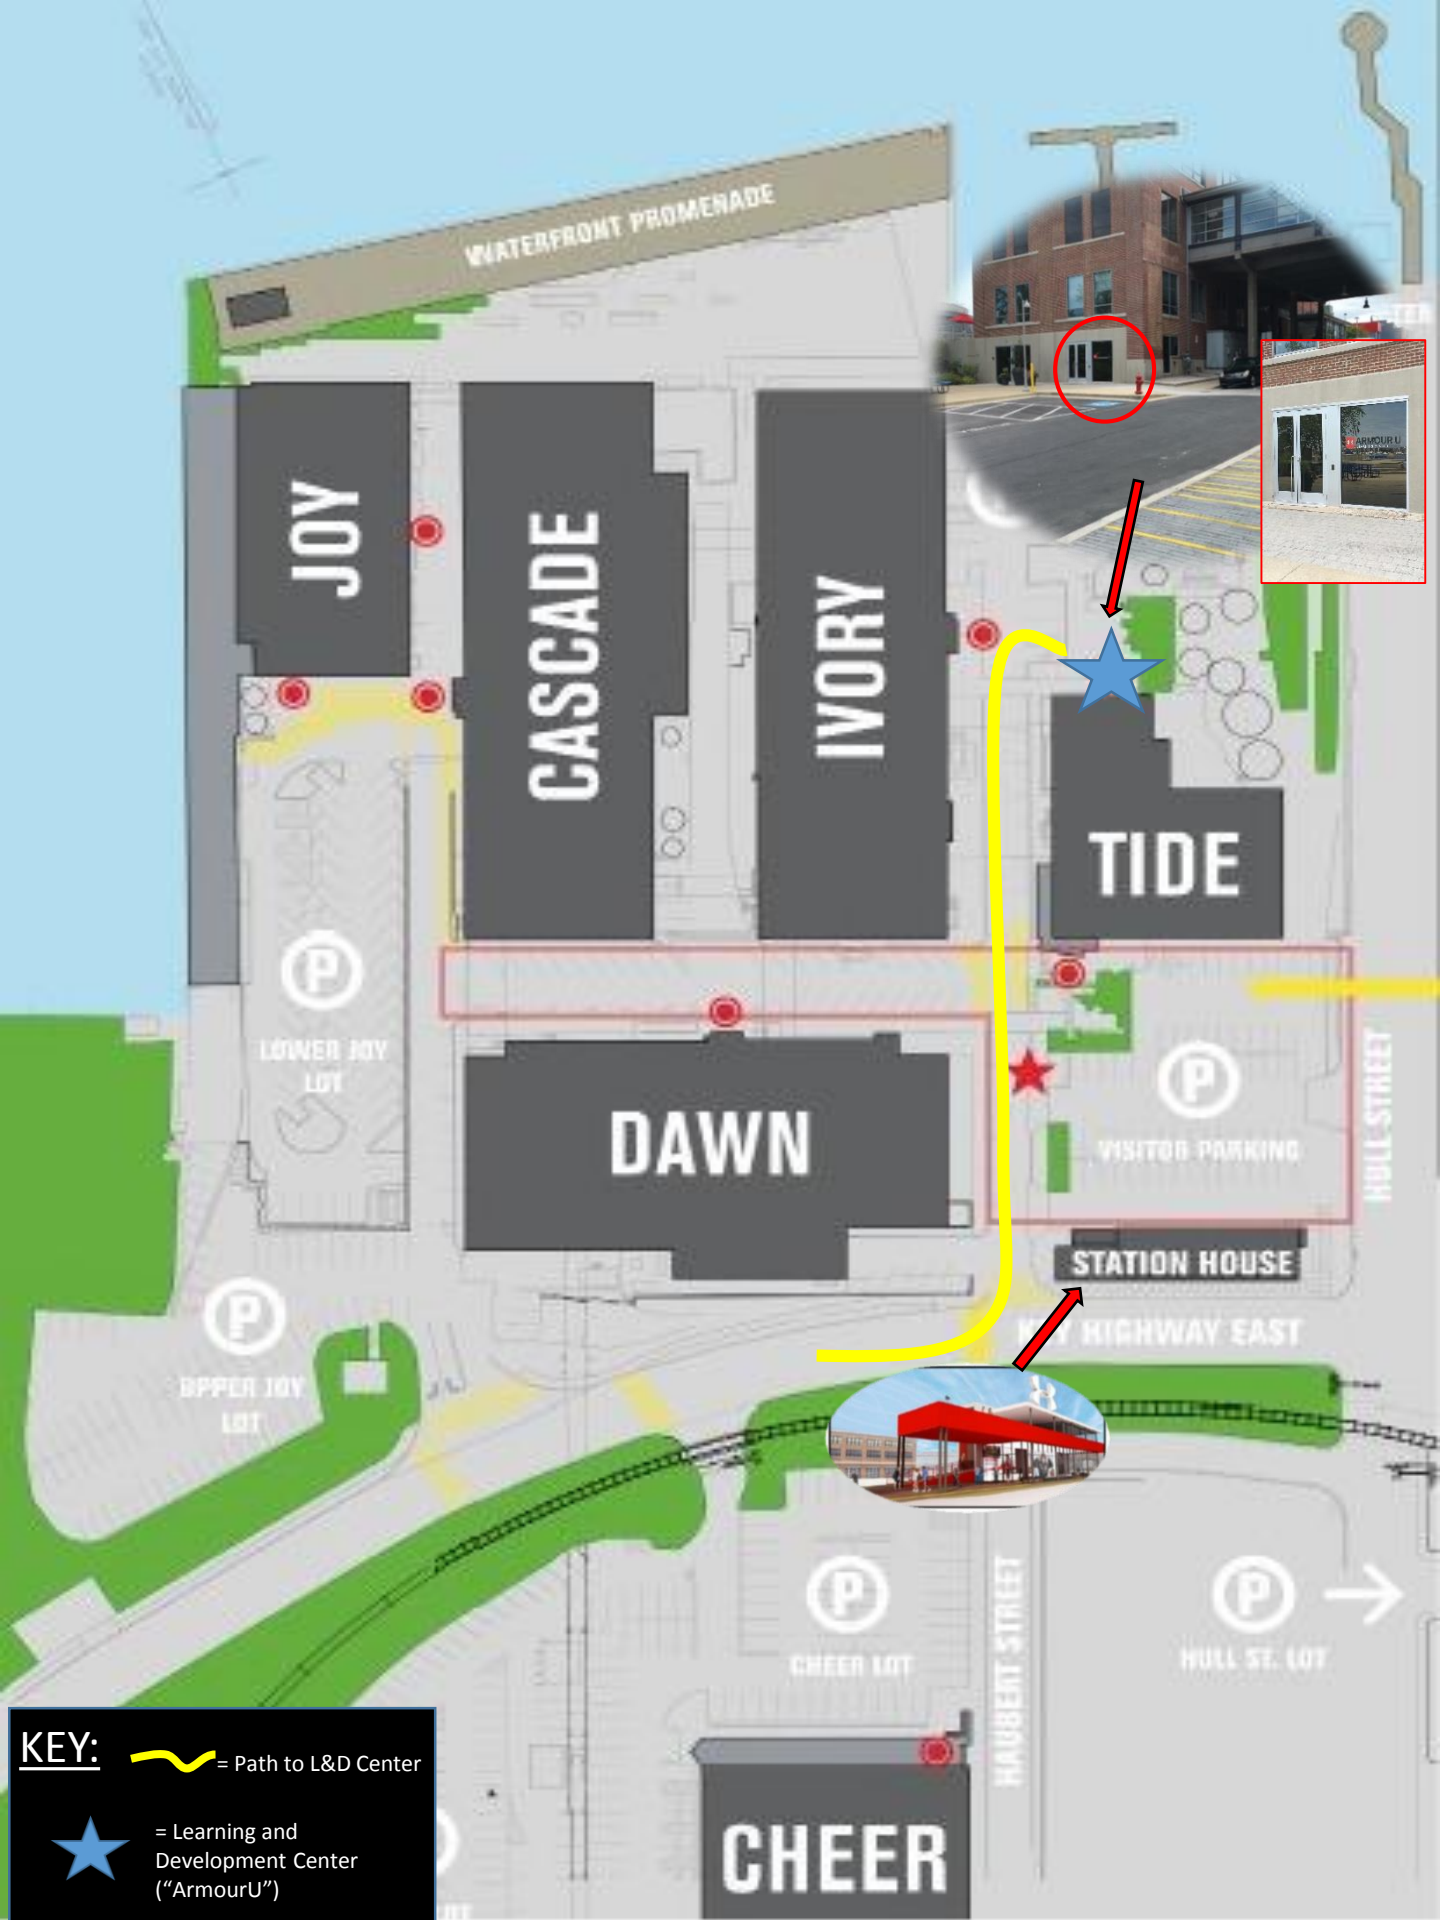 WATERFRONT PROMENADE
ARMOUR U
JOY
CASCADE
IVORY
TIDE
P
LOWER JOY
LOT
DAWN
P
VISITOR PARKING
HULL STREET
STATION HOUSE
KEY HIGHWAY EAST
P
UPPER JOY
LOT
P
CHEER LOT
HAUBERT STREET
P
HULL ST. LOT
CHEER
KEY:
= Path to L&D Center
= Learning and
Development Center
(“ArmourU”)